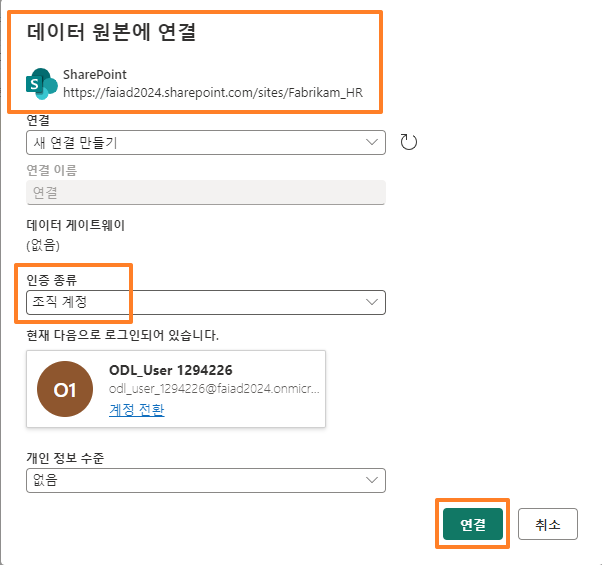 데이터 원본에 연결
S
SharePoint
https://faiad2024.sharepoint.com/sites/Fabrikam_HR
연결
새 연결 만들기
연결 이름
연결
데이터 게이트웨이
(없음)
인증 종류
조직 계정
현재 다음으로 로그인되어 있습니다.
O1
ODL_User 1294226
odl_user_1294226@faiad2024.onmicr...
계정 전환
개인 정보 수준
없음
연결
취소